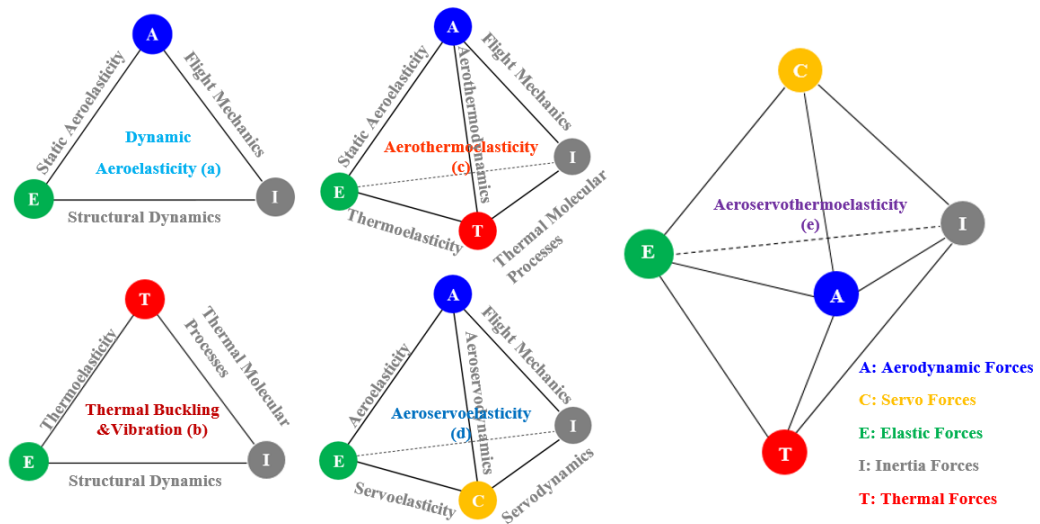 A
Static Aeroelasticity
Flight Mechanics
Dynamic
Aeroelasticity (a)
E
I
Structural Dynamics
A
Static Aeroelasticity
Aerothermodynamics
Flight Mechanics
Aerothermoelasticity
(c)
E
I
T
Thermoelasticity
Thermal Molecular
Processes
T
Thermoelasticity
Thermal Molecular
Processes
Thermal Buckling
&Vibration (b)
E
I
Structural Dynamics
A
Aeroelasticity
Aeroservodynamics
Flight Mechanics
Aeroservoelasticity
(d)
E
I
C
Servoelasticity
Servodynamics
C
Aeroservothermoelasticity
(e)
E
I
A
T
A: Aerodynamic Forces
C: Servo Forces
E: Elastic Forces
I: Inertia Forces
T: Thermal Forces